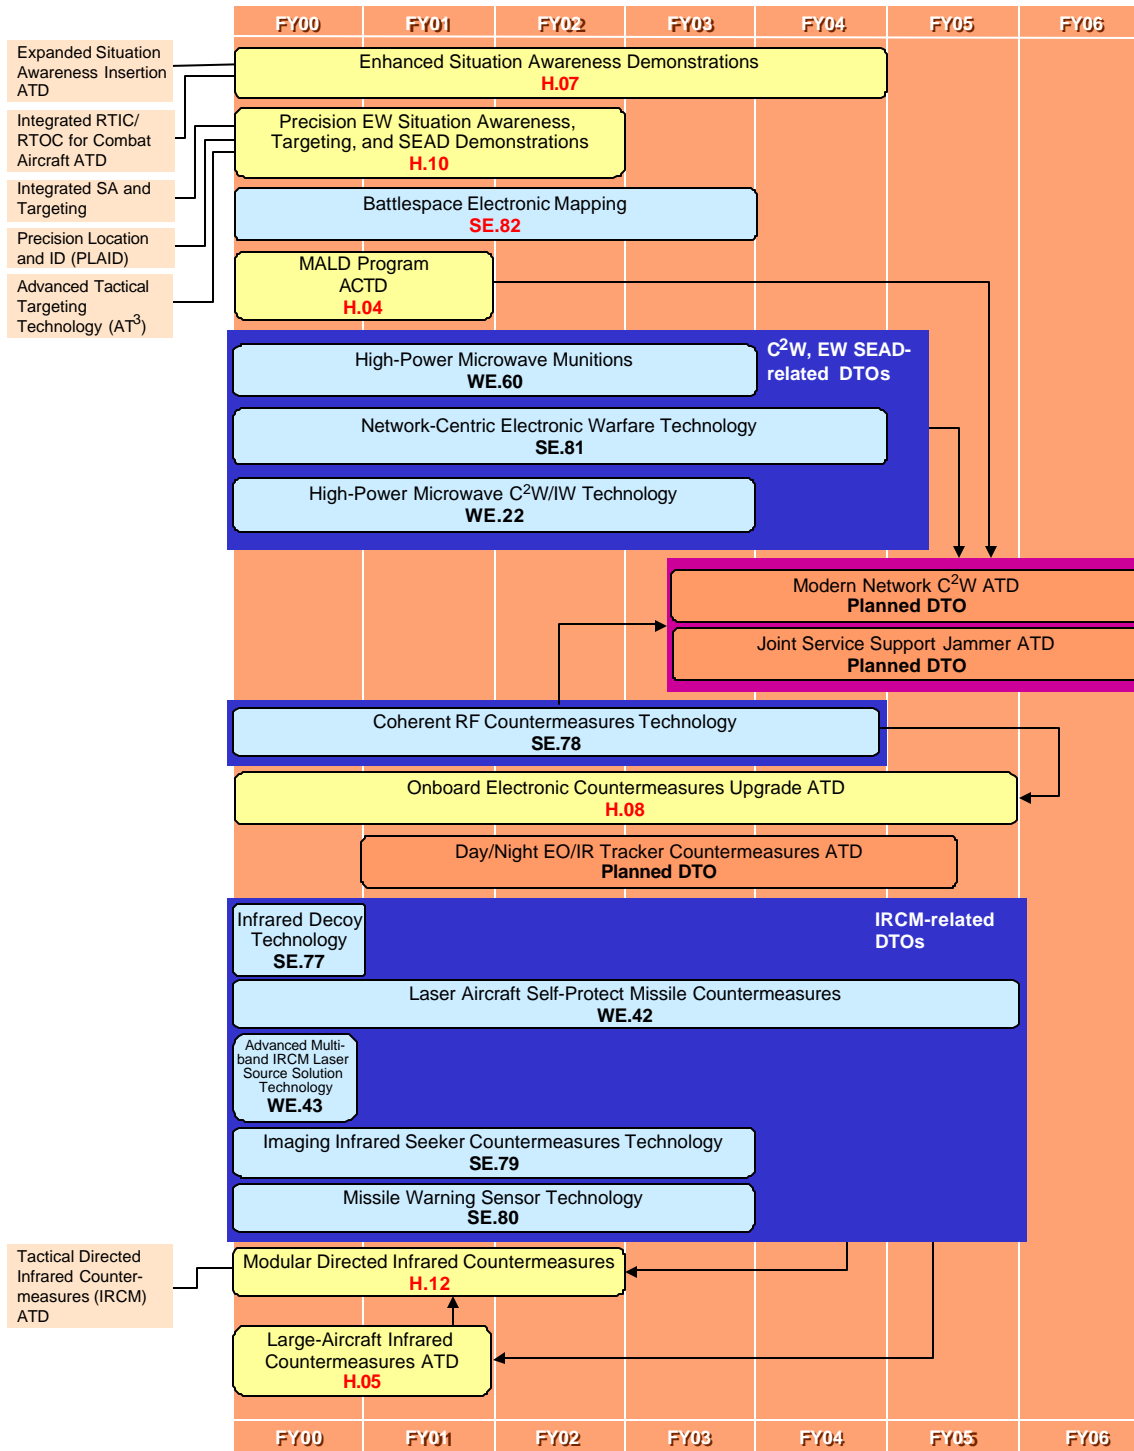 FY00 FY01 FY02 FY03 FY04 FY05 FY06
Expanded Situation
Awareness Insertion
ATD
Integrated RTIC/
RTOC for Combat
Aircraft ATD
Integrated SA and
Targeting
Precision Location
and ID (PLAID)
Advanced Tactical
Targeting
Technology (AT³)
Enhanced Situation Awareness Demonstrations
H.07
Precision EW Situation Awareness,
Targeting, and SEAD Demonstrations
H.10
Battlespace Electronic Mapping
SE.82
MALD Program
ACTD
H.04
C²W, EW SEAD-
related DTOs
High-Power Microwave Munitions
WE.60
Network-Centric Electronic Warfare Technology
SE.81
High-Power Microwave C²W/IW Technology
WE.22
Modern Network C²W ATD
Planned DTO
Joint Service Support Jammer ATD
Planned DTO
Coherent RF Countermeasures Technology
SE.78
Onboard Electronic Countermeasures Upgrade ATD
H.08
Day/Night EO/IR Tracker Countermeasures ATD
Planned DTO
IRCM-related
DTOs
Infrared Decoy
Technology
SE.77
Laser Aircraft Self-Protect Missile Countermeasures
WE.42
Advanced Multi-
band IRCM Laser
Source Solution
Technology
WE.43
Imaging Infrared Seeker Countermeasures Technology
SE.79
Missile Warning Sensor Technology
SE.80
Tactical Directed
Infrared Counter-
measures (IRCM)
ATD
Modular Directed Infrared Countermeasures
H.12
Large-Aircraft Infrared
Countermeasures ATD
H.05
FY00 FY01 FY02 FY03 FY04 FY05 FY06